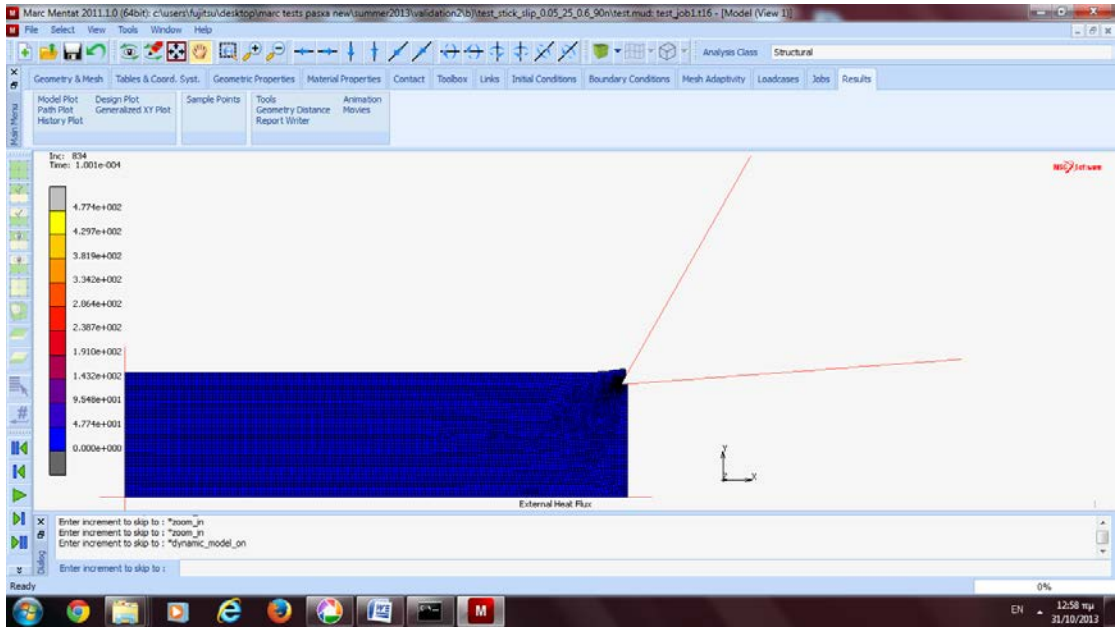 Marc Mentat 2011.1.0 (64bit): c:\users\fujitsu\desktop\marc tests pasxa new\summer2013\validation2\b)\test_stick_slip_0.05_25_0.6_90n\test.mud: test_job1.t16 - [Model (View 1)]
File Select View Tools Window Help
Analysis Class Structural
Geometry & Mesh Tables & Coord. Syst. Geometric Properties Material Properties Contact Toolbox Links Initial Conditions Boundary Conditions Mesh Adaptivity Loadcases Jobs Results
Main Menu
Model Plot Design Plot Sample Points Tools Animation
Path Plot Generalized XY Plot Geometry Distance Movies
History Plot Report Writer
Inc: 834
Time: 1.001e-004
MSC Software
4.774e+002
4.297e+002
3.819e+002
3.342e+002
2.864e+002
2.387e+002
1.910e+002
1.432e+002
9.548e+001
4.774e+001
0.000e+000
Y
Z X
External Heat Flux
1
Dialog
Enter increment to skip to : *zoom_in
Enter increment to skip to : *zoom_in
Enter increment to skip to : *dynamic_model_on
Enter increment to skip to :
Ready
0%
M
EN
12:58 πμ
31/10/2013